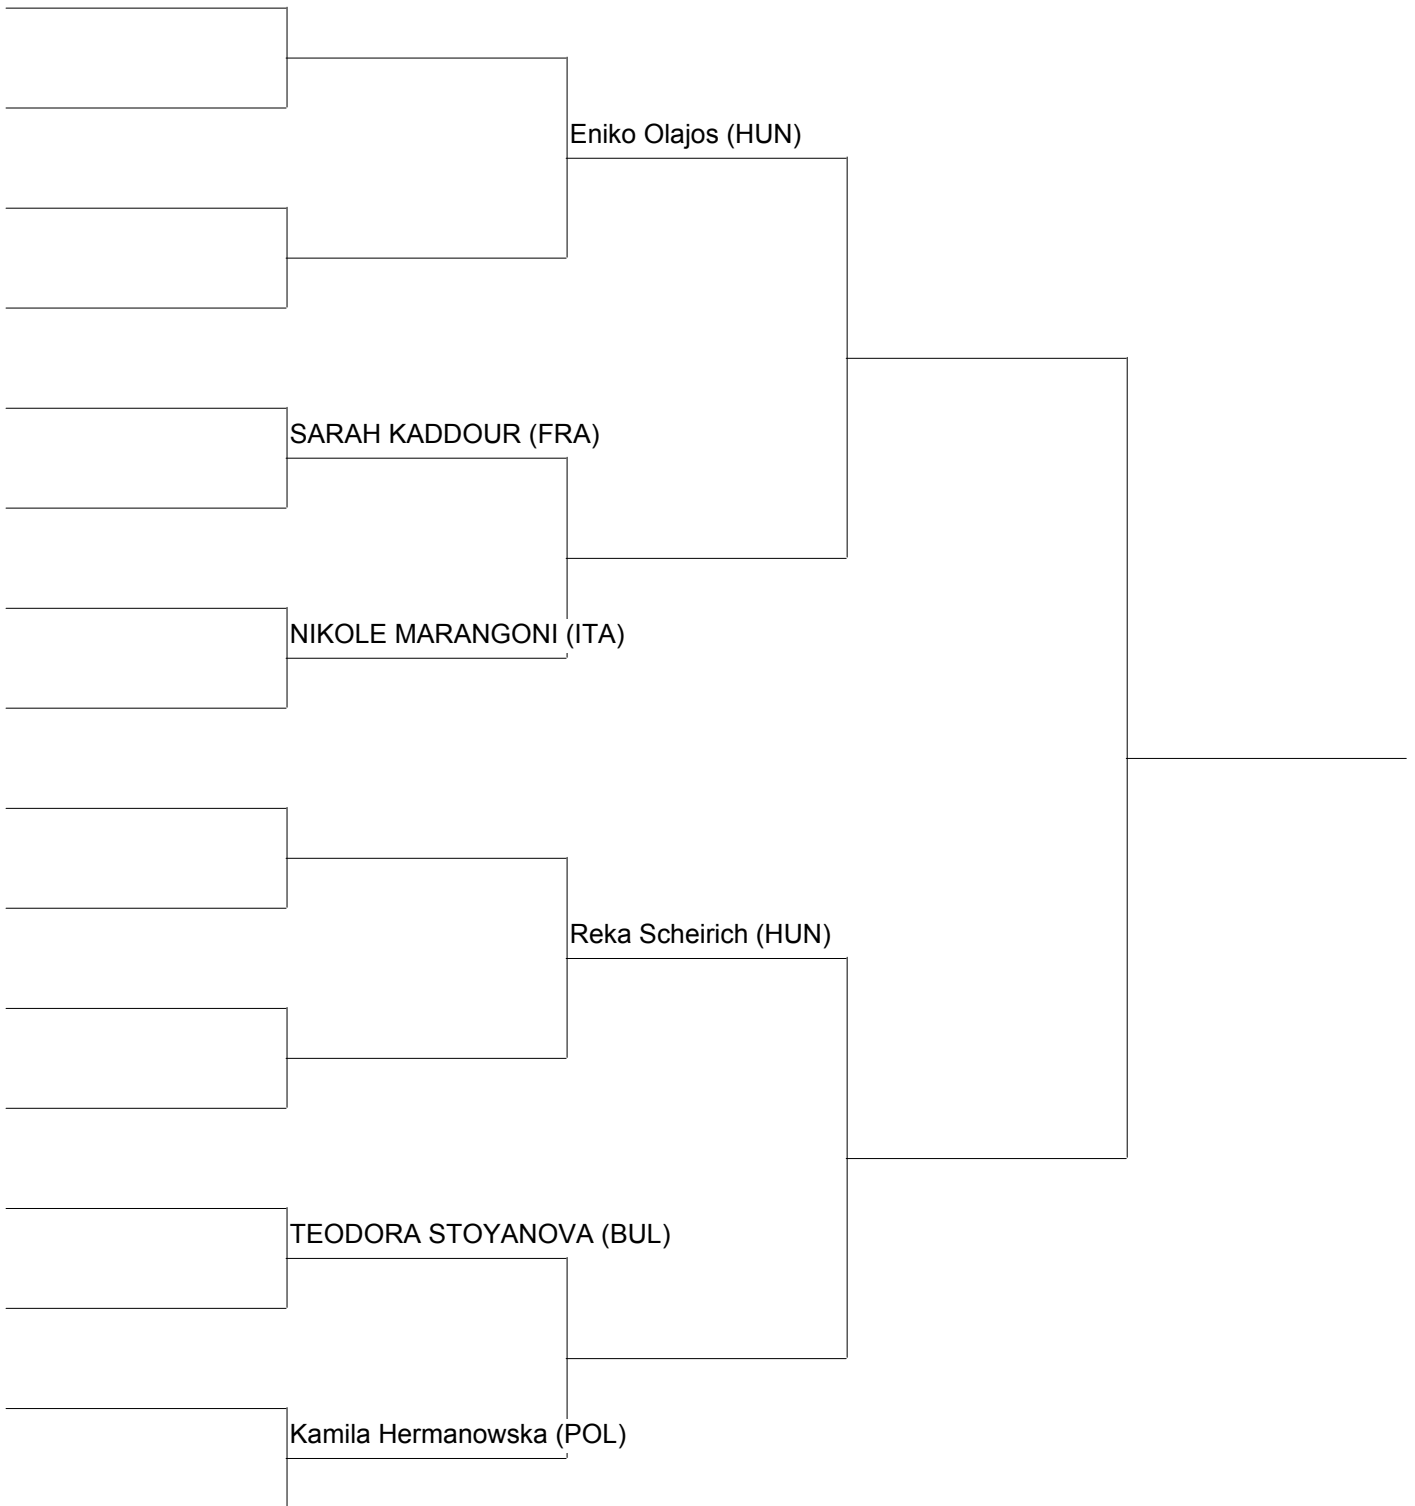 Eniko Olajos (HUN)
SARAH KADDOUR (FRA)
NIKOLE MARANGONI (ITA)
Reka Scheirich (HUN)
TEODORA STOYANOVA (BUL)
Kamila Hermanowska (POL)